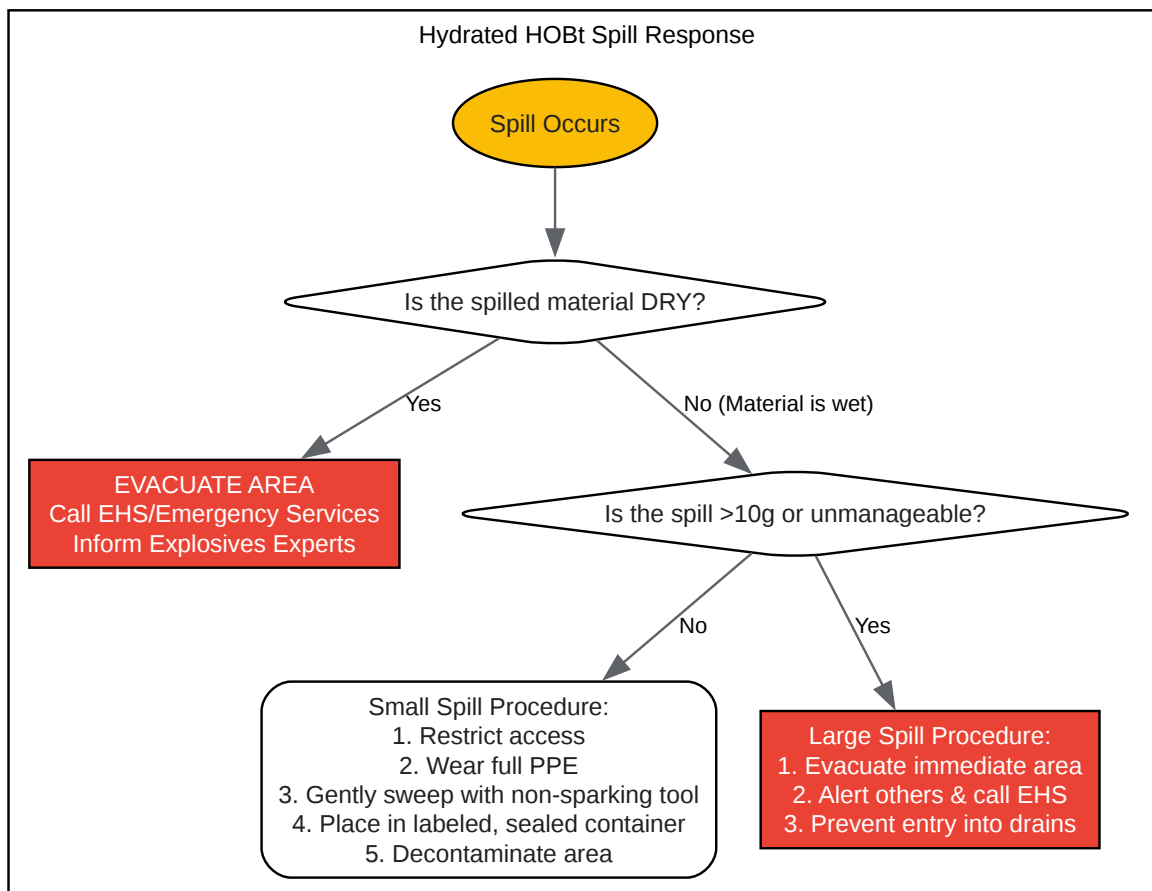 Hydrated HOBt Spill Response
Spill Occurs
Is the spilled material DRY?
Yes
No (Material is wet)
EVACUATE AREA
Call EHS/Emergency Services
Inform Explosives Experts
Is the spill >10g or unmanageable?
No
Yes
Small Spill Procedure:
1. Restrict access
2. Wear full PPE
3. Gently sweep with non-sparking tool
4. Place in labeled, sealed container
5. Decontaminate area
Large Spill Procedure:
1. Evacuate immediate area
2. Alert others & call EHS
3. Prevent entry into drains